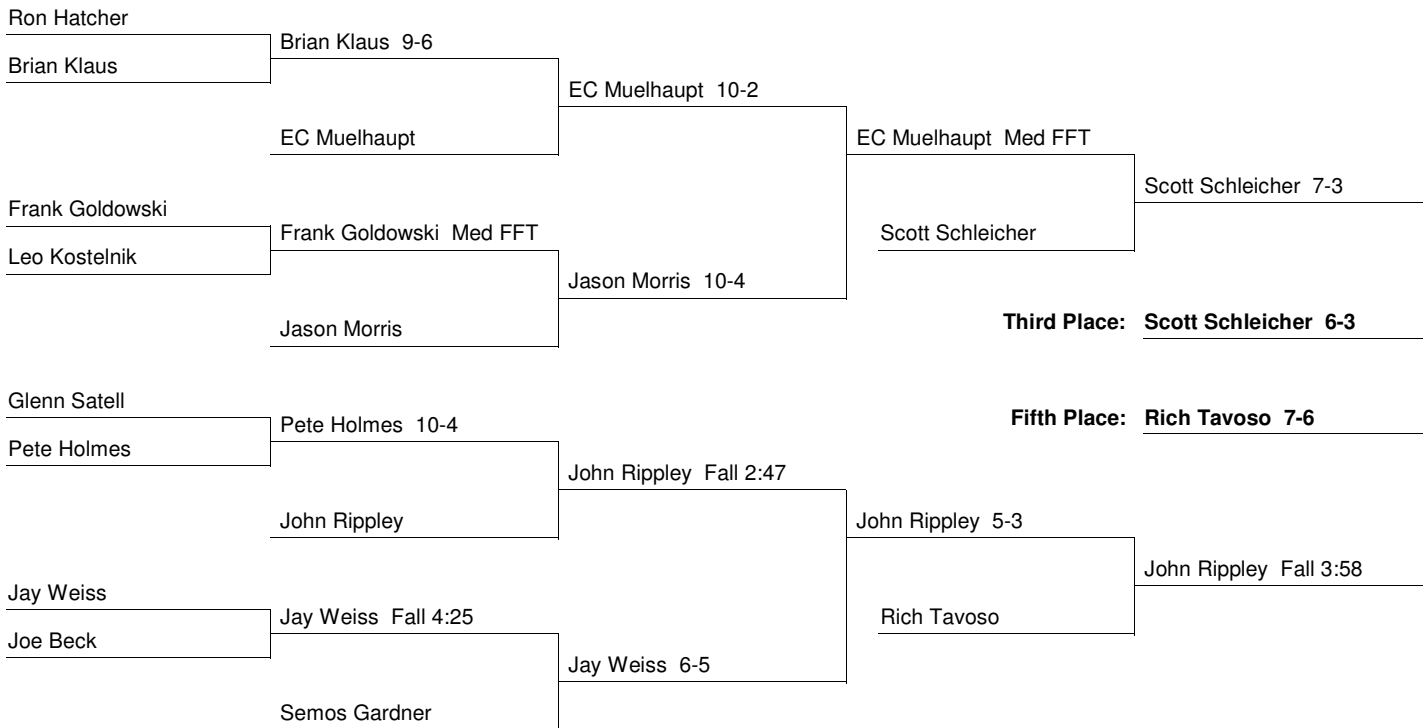 Ron Hatcher
Brian Klaus 9-6
Brian Klaus
EC Muelhaupt 10-2
EC Muelhaupt
EC Muelhaupt Med FFT
Scott Schleicher 7-3
Frank Goldowski
Frank Goldowski Med FFT
Scott Schleicher
Leo Kostelnik
Jason Morris 10-4
Jason Morris
Third Place: Scott Schleicher 6-3
Glenn Satell
Pete Holmes 10-4
Fifth Place: Rich Tavoso 7-6
Pete Holmes
John Rippley Fall 2:47
John Rippley
John Rippley 5-3
John Rippley Fall 3:58
Jay Weiss
Jay Weiss Fall 4:25
Rich Tavoso
Joe Beck
Jay Weiss 6-5
Semos Gardner